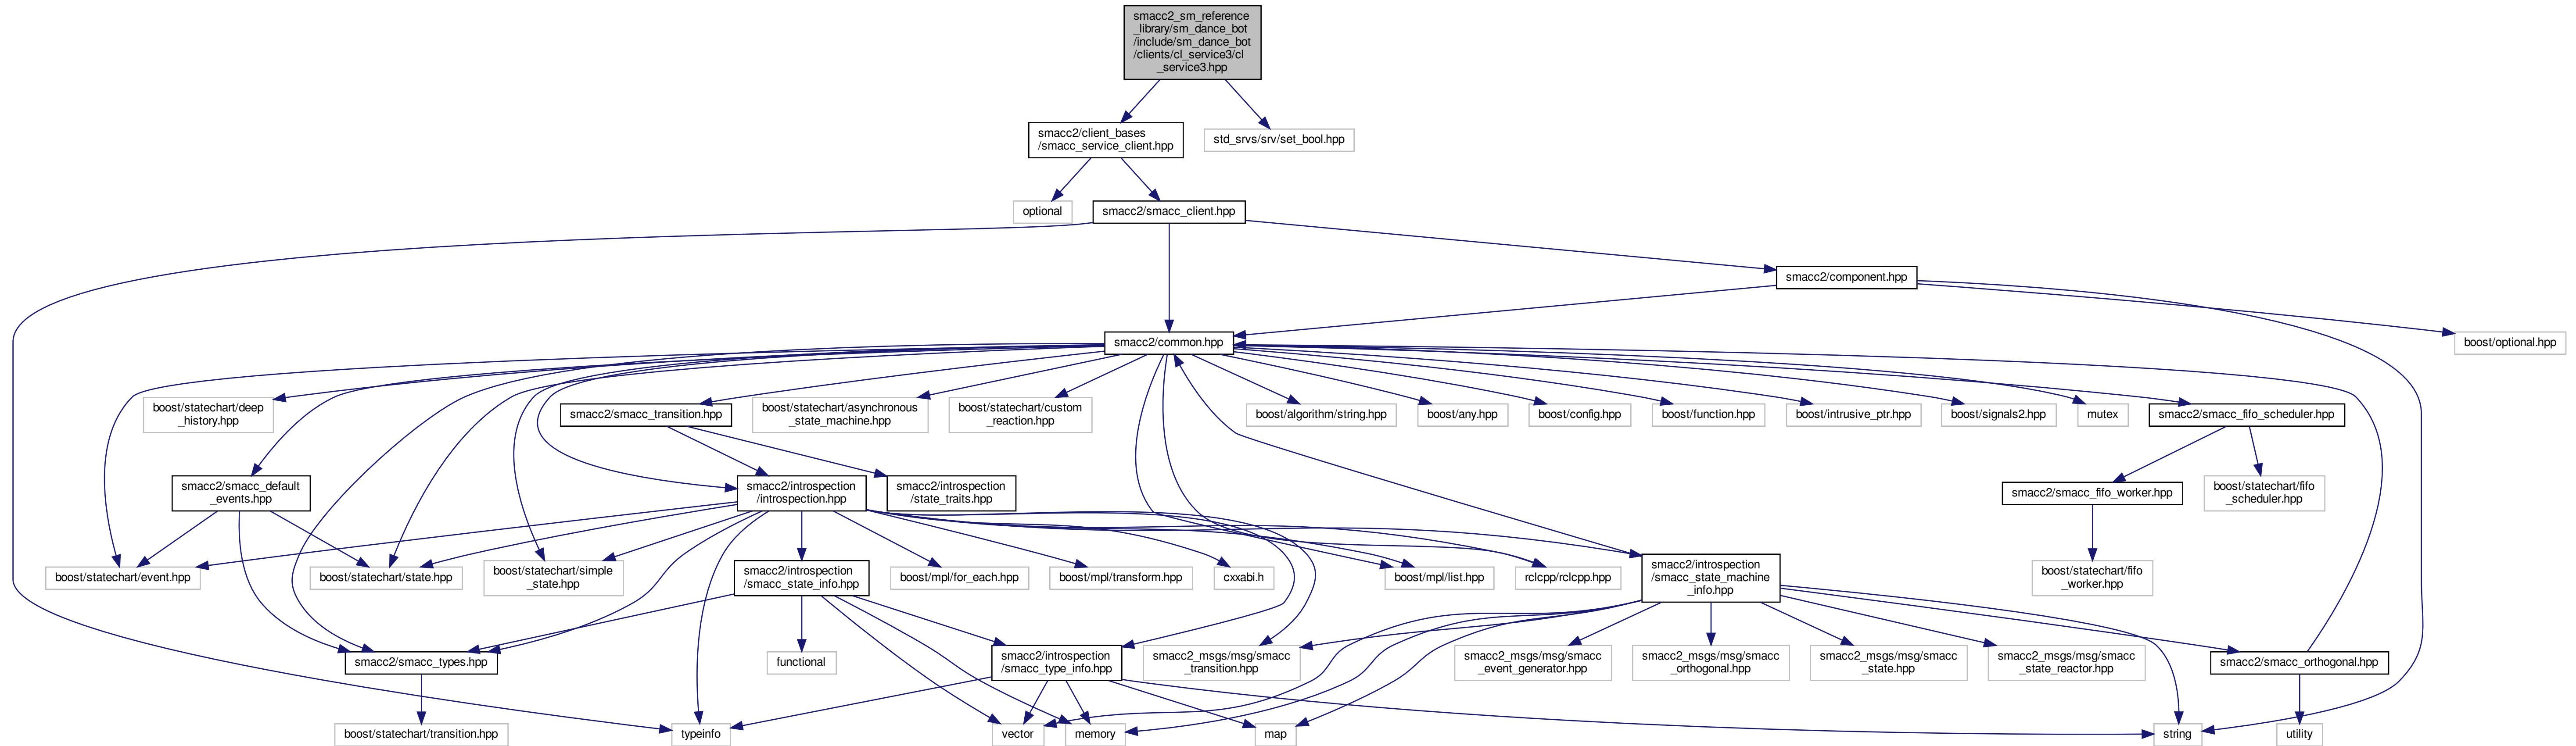 smacc2_sm_reference
_library/sm_dance_bot
/include/sm_dance_bot
/clients/cl_service3/cl
_service3.hpp
smacc2/client_bases
/smacc_service_client.hpp
std_srvs/srv/set_bool.hpp
optional
smacc2/smacc_client.hpp
smacc2/component.hpp
smacc2/common.hpp
boost/optional.hpp
boost/statechart/deep
_history.hpp
smacc2/smacc_transition.hpp
boost/statechart/asynchronous
_state_machine.hpp
boost/statechart/custom
_reaction.hpp
boost/algorithm/string.hpp
boost/any.hpp
boost/config.hpp
boost/function.hpp
boost/intrusive_ptr.hpp
boost/signals2.hpp
mutex
smacc2/smacc_fifo_scheduler.hpp
smacc2/smacc_default
_events.hpp
smacc2/introspection
/introspection.hpp
smacc2/introspection
/state_traits.hpp
smacc2/smacc_fifo_worker.hpp
boost/statechart/fifo
_scheduler.hpp
boost/statechart/event.hpp
boost/statechart/state.hpp
boost/statechart/simple
_state.hpp
smacc2/introspection
/smacc_state_info.hpp
boost/mpl/for_each.hpp
boost/mpl/transform.hpp
cxxabi.h
boost/mpl/list.hpp
rclcpp/rclcpp.hpp
smacc2/introspection
/smacc_state_machine
_info.hpp
boost/statechart/fifo
_worker.hpp
smacc2/smacc_types.hpp
functional
smacc2/introspection
/smacc_type_info.hpp
smacc2_msgs/msg/smacc
_transition.hpp
smacc2_msgs/msg/smacc
_event_generator.hpp
smacc2_msgs/msg/smacc
_orthogonal.hpp
smacc2_msgs/msg/smacc
_state.hpp
smacc2_msgs/msg/smacc
_state_reactor.hpp
smacc2/smacc_orthogonal.hpp
boost/statechart/transition.hpp
typeinfo
vector
memory
map
string
utility